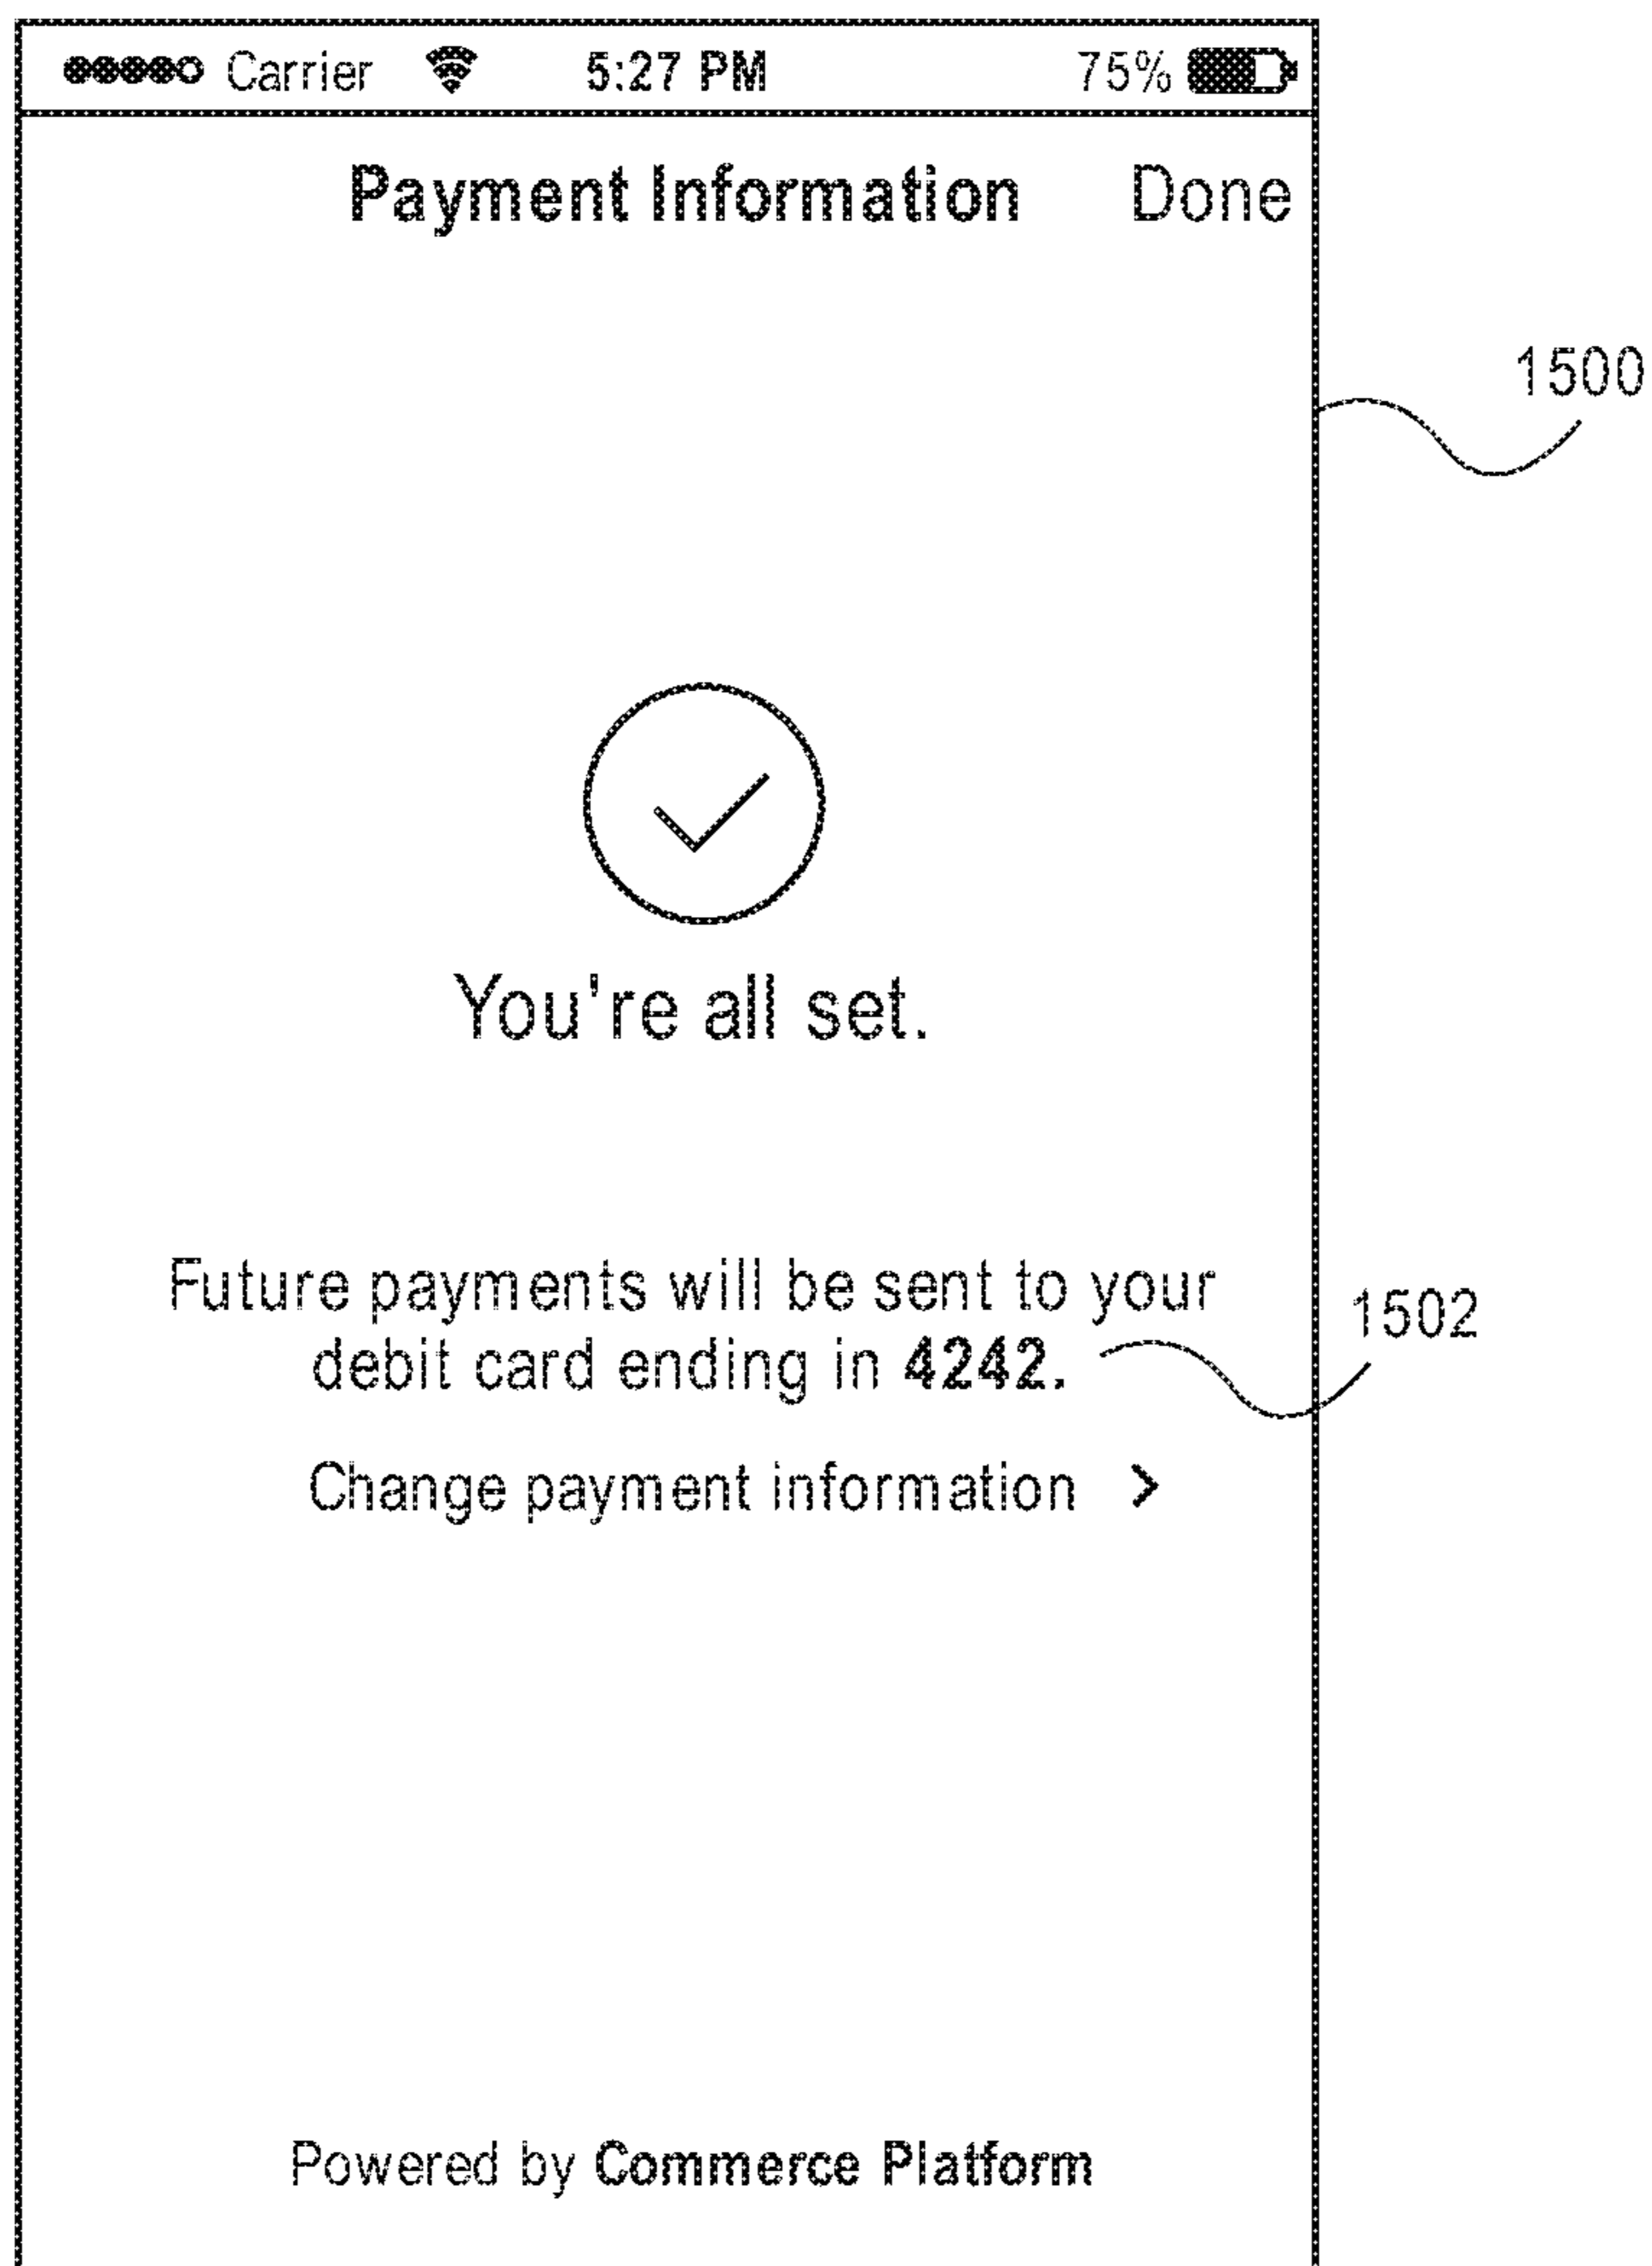 Carrier 5:27 PM 75%
Payment Information Done
1500
You're all set.
Future payments will be sent to your
debit card ending in 4242.
1502
Change payment information >
Powered by Commerce Platform